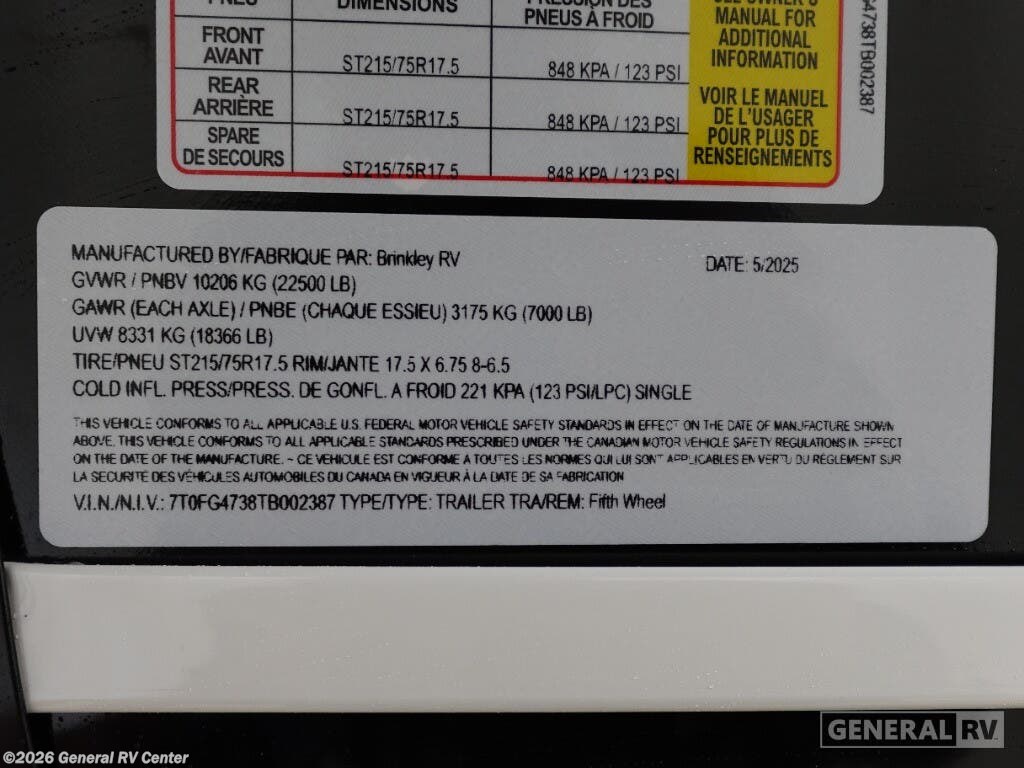 PNEU DIMENSIONS PRESSION DES
PNEUS À FROID
SEE OWNER'S
MANUAL FOR
ADDITIONAL
INFORMATION
VOIR LE MANUEL
DE L'USAGER
POUR PLUS DE
RENSEIGNEMENTS
FRONT
AVANT ST215/75R17.5 848 KPA / 123 PSI
REAR
ARRIÈRE ST215/75R17.5 848 KPA / 123 PSI
SPARE
DE SECOURS ST215/75R17.5 848 KPA / 123 PSI
G4738TB002387
MANUFACTURED BY/FABRIQUE PAR: Brinkley RV DATE: 5/2025
GVWR / PNBV 10206 KG (22500 LB)
GAWR (EACH AXLE) / PNBE (CHAQUE ESSIEU) 3175 KG (7000 LB)
UVW 8331 KG (18366 LB)
TIRE/PNEU ST215/75R17.5 RIM/JANTE 17.5 X 6.75 8-6.5
COLD INFL. PRESS/PRESS. DE GONFL. A FROID 221 KPA (123 PSI/LPC) SINGLE
THIS VEHICLE CONFORMS TO ALL APPLICABLE U.S. FEDERAL MOTOR VEHICLE SAFETY STANDARDS IN EFFECT ON THE DATE OF MANUFACTURE SHOWN
ABOVE. THIS VEHICLE CONFORMS TO ALL APPLICABLE STANDARDS PRESCRIBED UNDER THE CANADIAN MOTOR VEHICLE SAFETY REGULATIONS IN EFFECT
ON THE DATE OF THE MANUFACTURE. ~ CE VEHICULE EST CONFORME A TOUTES LES NORMES QUI LUI SONT APPLICABLES EN VERTU DU RÈGLEMENT SUR
LA SECURITE DES VÉHICULES AUTOMOBILES DU CANADA EN VIGUEUR À LA DATE DE SA FABRICATION
V.I.N./N.I.V.: 7T0FG4738TB002387 TYPE/TYPE: TRAILER TRA/REM: Fifth Wheel
GENERAL RV
©2026 General RV Center